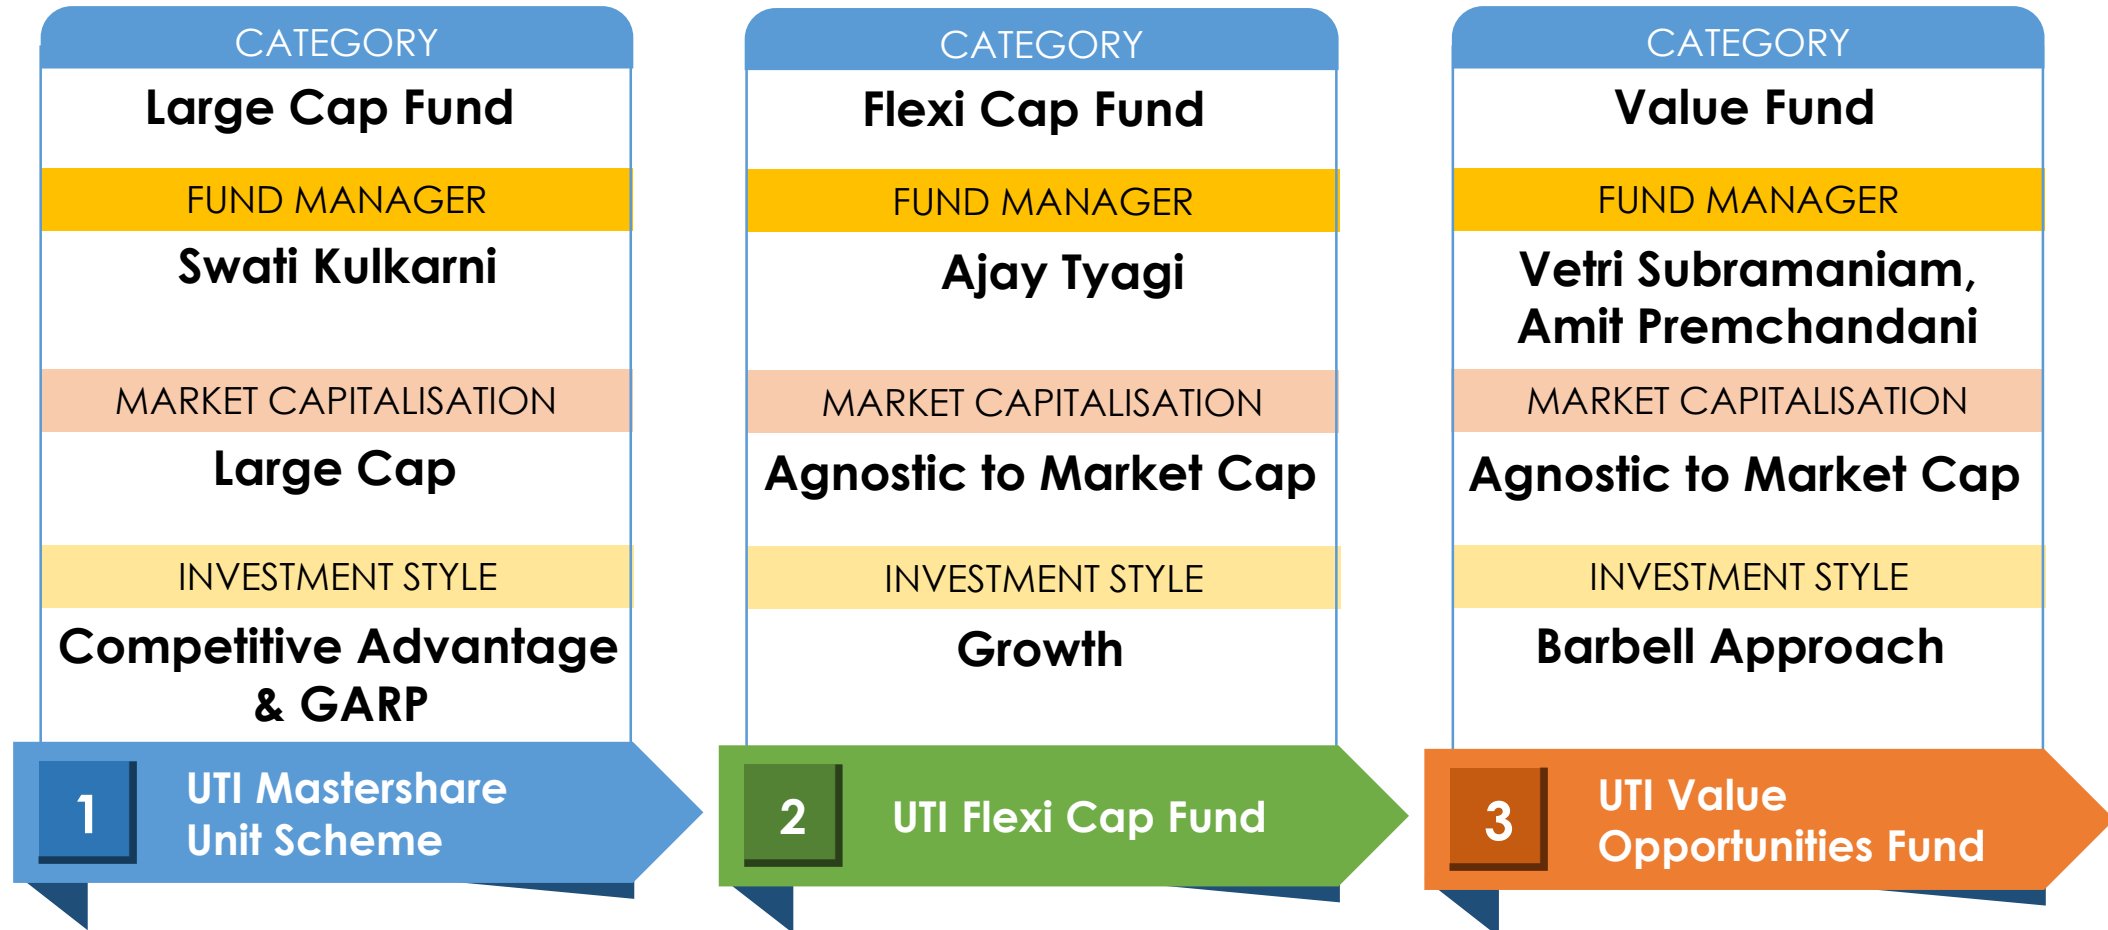 CATEGORY
Large Cap Fund
FUND MANAGER
Swati Kulkarni
MARKET CAPITALISATION
Large Cap
INVESTMENT STYLE
Competitive Advantage
& GARP
1
UTI Mastershare
Unit Scheme
CATEGORY
Flexi Cap Fund
FUND MANAGER
Ajay Tyagi
MARKET CAPITALISATION
Agnostic to Market Cap
INVESTMENT STYLE
Growth
2
UTI Flexi Cap Fund
CATEGORY
Value Fund
FUND MANAGER
Vetri Subramaniam,
Amit Premchandani
MARKET CAPITALISATION
Agnostic to Market Cap
INVESTMENT STYLE
Barbell Approach
3
UTI Value
Opportunities Fund